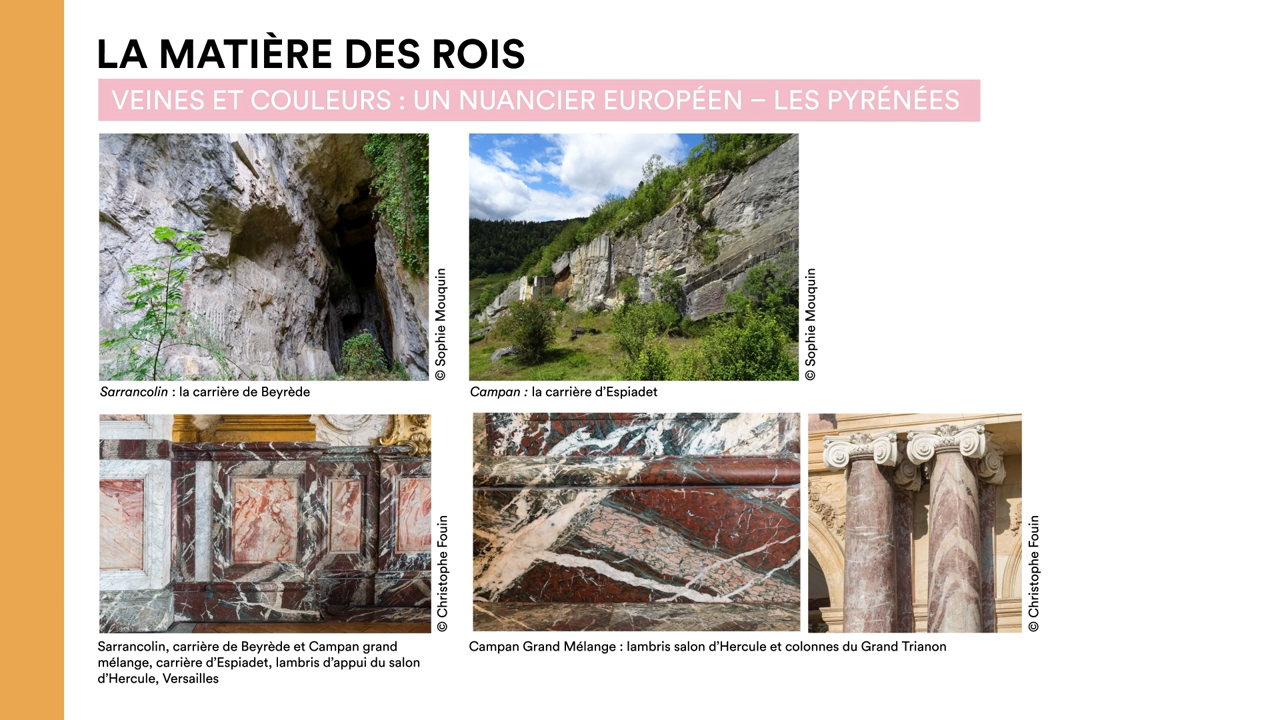 LA MATIÈRE DES ROIS
VEINES ET COULEURS : UN NUANCIER EUROPÉEN – LES PYRÉNÉES
© Sophie Mouquin
© Sophie Mouquin
Sarrancolin : la carrière de Beyrède
Campan : la carrière d’Espiadet
© Christophe Fouin
© Christophe Fouin
Sarrancolin, carrière de Beyrède et Campan grand
mélange, carrière d’Espiadet, lambris d’appui du salon
d’Hercule, Versailles
Campan Grand Mélange : lambris salon d’Hercule et colonnes du Grand Trianon